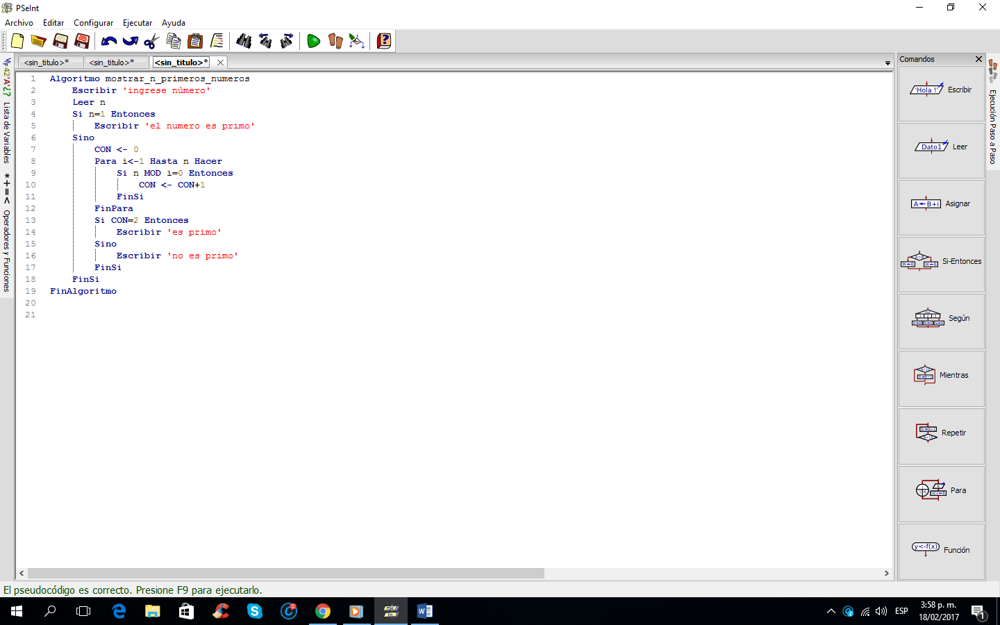 PSeInt
Archivo Editar Configurar Ejecutar Ayuda
<sin_titulo>* <sin_titulo>* <sin_titulo>*
Lista de Variables
Operadores y Funciones
1 Algoritmo mostrar_n_primeros_numeros
2 Escribir 'ingrese número'
3 Leer n
4 Si n=1 Entonces
5 Escribir 'el numero es primo'
6 Sino
7 CON <- 0
8 Para i<-1 Hasta n Hacer
9 Si n MOD i=0 Entonces
10 CON <- CON+1
11 FinSi
12 FinPara
13 Si CON=2 Entonces
14 Escribir 'es primo'
15 Sino
16 Escribir 'no es primo'
17 FinSi
18 FinSi
19 FinAlgoritmo
20
21
Comandos
'Hola !' Escribir
Dato1 Leer
A←B+i Asignar
Si-Entonces
Según
Mientras
Repetir
Para
y<-f(x) Función
Ejecución Paso a Paso
El pseudocódigo es correcto. Presione F9 para ejecutarlo.
ESP
3:58 p. m.
18/02/2017
1